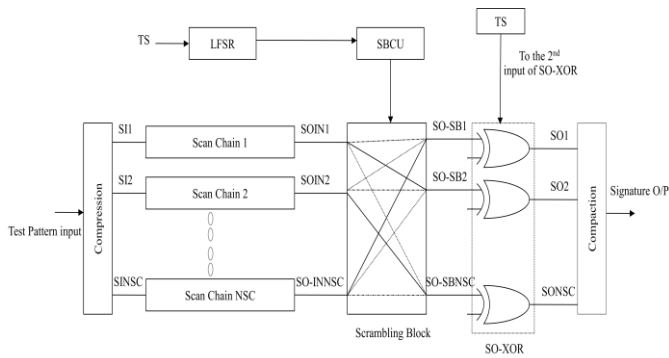 TS
LFSR
SBCU
TS
To the 2nd
input of SO-XOR
SI1
Scan Chain 1
SOIN1
SO-SB1
SO1
SI2
Scan Chain 2
SOIN2
SO-SB2
SO2
Compression
Test Pattern input
Compaction
Signature O/P
SINSC
Scan Chain NSC
SO-INNSC
SO-SBNSC
SONSC
Scrambling Block
SO-XOR